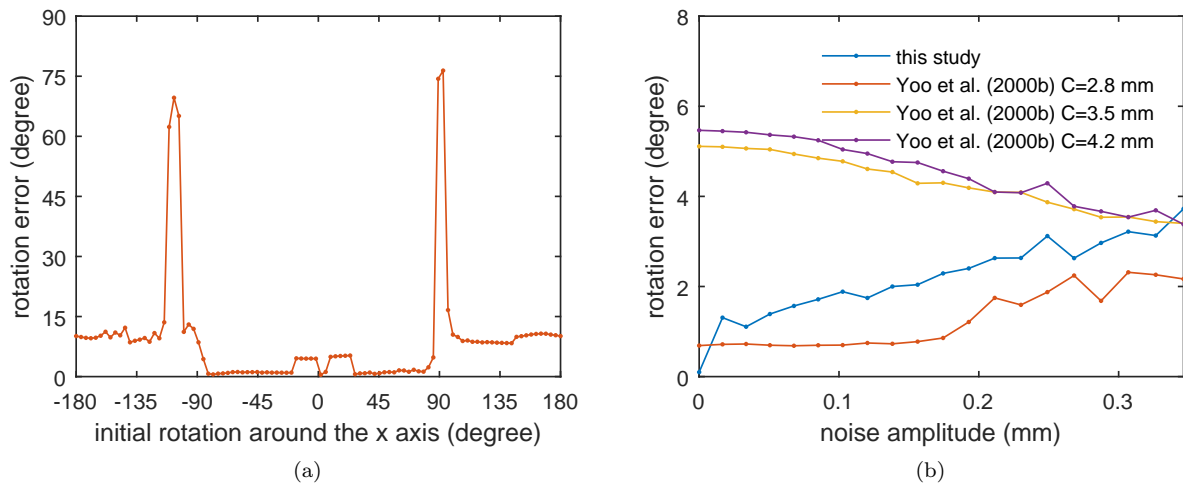 90
75
60
45
30
15
0
-180 -135 -90 -45 0 45 90 135 180
rotation error (degree)
initial rotation around the x axis (degree)
(a)
8
6
4
2
0
0 0.1 0.2 0.3
rotation error (degree)
noise amplitude (mm)
this study
Yoo et al. (2000b) C=2.8 mm
Yoo et al. (2000b) C=3.5 mm
Yoo et al. (2000b) C=4.2 mm
(b)